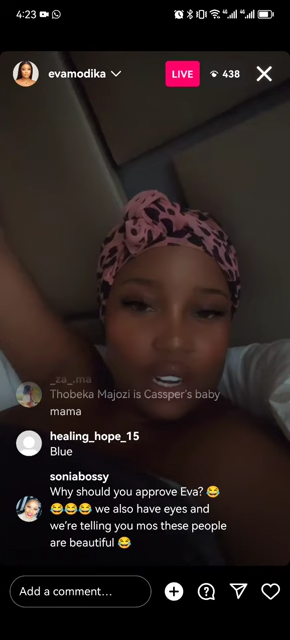 4:23
evamodika
LIVE
438
_za_.ma
Thobeka Majozi is Cassper's baby
mama
healing_hope_15
Blue
soniabossy
Why should you approve Eva? 😂
😂😂😂 we also have eyes and
we're telling you mos these people
are beautiful 😂
Add a comment...